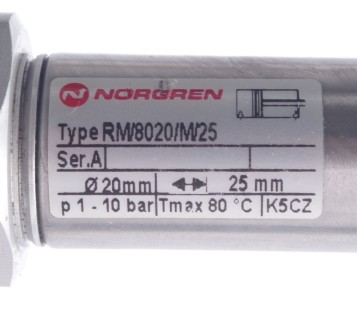 NORGREN
Type RM/8020/M/25
Ser.A
Ø 20mm 25 mm
p 1 - 10 bar Tmax 80 °C K5CZ